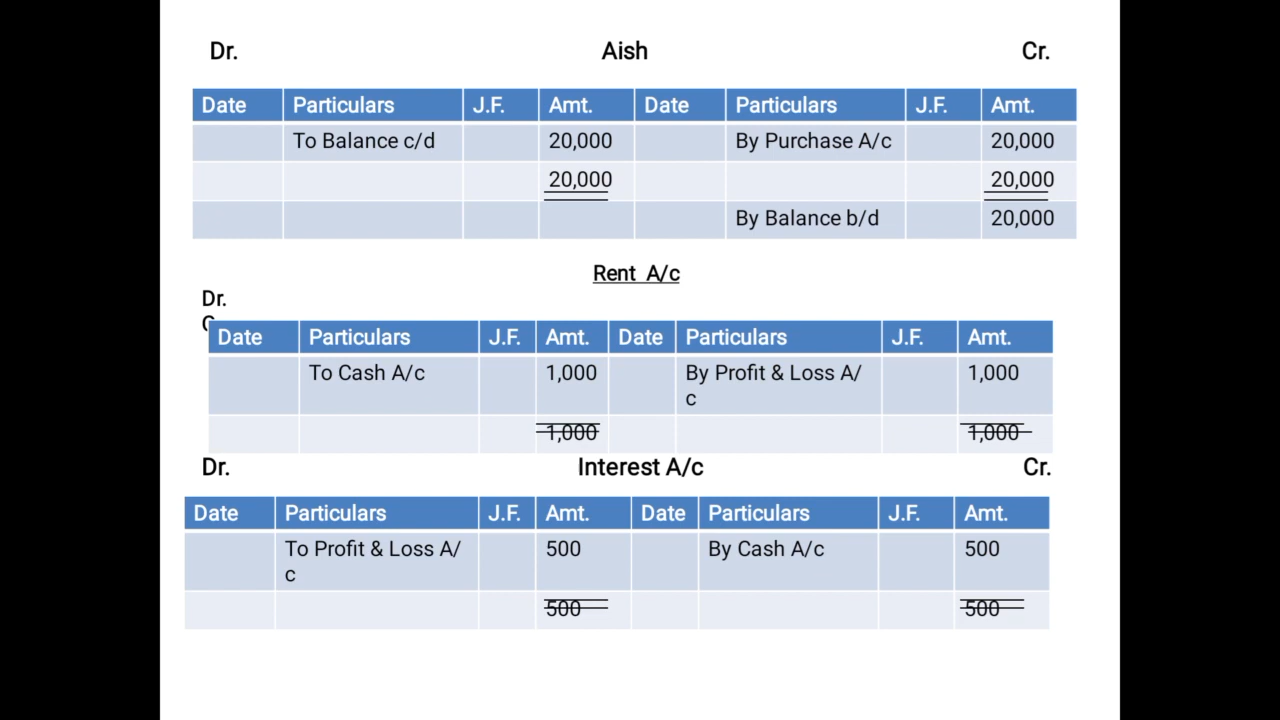 Dr. Aish Cr.
Date Particulars J.F. Amt. Date Particulars J.F. Amt.
To Balance c/d 20,000 By Purchase A/c 20,000
20,000 20,000
By Balance b/d 20,000
Rent A/c
Dr.
Date Particulars J.F. Amt. Date Particulars J.F. Amt.
To Cash A/c 1,000 By Profit & Loss A/
c
1,000 1,000
Dr. Interest A/c Cr.
Date Particulars J.F. Amt. Date Particulars J.F. Amt.
To Profit & Loss A/ 500 By Cash A/c 500
c
500 500